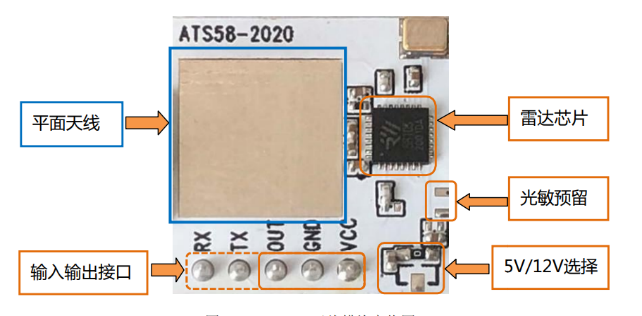 ATS58-2020
平面天线
雷达芯片
光敏预留
RX
TX
OUT
GND
VCC
输入输出接口
5V/12V选择